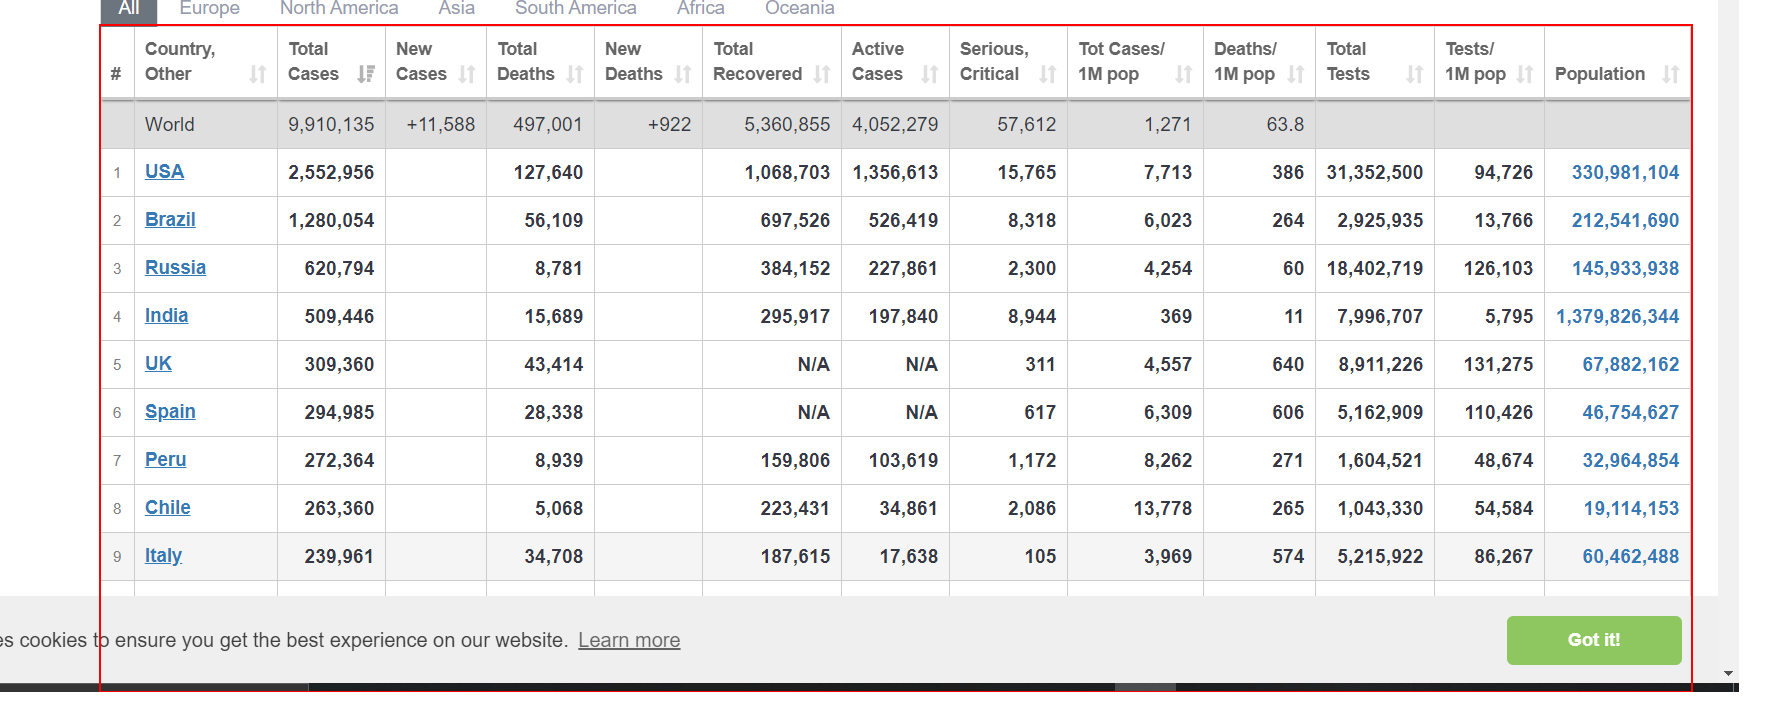 All Europe North America Asia South America Africa Oceania
# Country, Other Total Cases New Cases Total Deaths New Deaths Total Recovered Active Cases Serious, Critical Tot Cases/ 1M pop Deaths/ 1M pop Total Tests Tests/ 1M pop Population
World 9,910,135 +11,588 497,001 +922 5,360,855 4,052,279 57,612 1,271 63.8
1 USA 2,552,956 127,640 1,068,703 1,356,613 15,765 7,713 386 31,352,500 94,726 330,981,104
2 Brazil 1,280,054 56,109 697,526 526,419 8,318 6,023 264 2,925,935 13,766 212,541,690
3 Russia 620,794 8,781 384,152 227,861 2,300 4,254 60 18,402,719 126,103 145,933,938
4 India 509,446 15,689 295,917 197,840 8,944 369 11 7,996,707 5,795 1,379,826,344
5 UK 309,360 43,414 N/A N/A 311 4,557 640 8,911,226 131,275 67,882,162
6 Spain 294,985 28,338 N/A N/A 617 6,309 606 5,162,909 110,426 46,754,627
7 Peru 272,364 8,939 159,806 103,619 1,172 8,262 271 1,604,521 48,674 32,964,854
8 Chile 263,360 5,068 223,431 34,861 2,086 13,778 265 1,043,330 54,584 19,114,153
9 Italy 239,961 34,708 187,615 17,638 105 3,969 574 5,215,922 86,267 60,462,488
es cookies to ensure you get the best experience on our website. Learn more Got it!